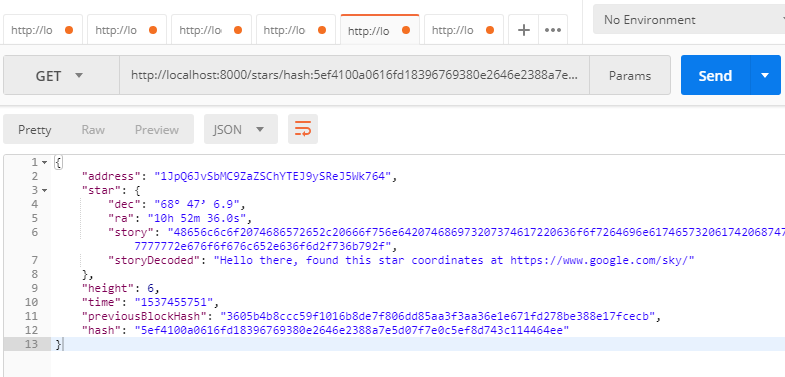 http://lo http://lo http://lo http://lo http://lo http://lo + ••• No Environment
GET http://localhost:8000/stars/hash:5ef4100a0616fd18396769380e2646e2388a7e... Params Send
Pretty Raw Preview JSON
1 {
2 "address": "1JpQ6JvSbMC9ZaZSChYTEJ9ySReJ5Wk764",
3 "star": {
4 "dec": "68° 47’ 6.9",
5 "ra": "10h 52m 36.0s",
6 "story": "48656c6c6f2074686572652c20666f756e642074686973207374617220636f6f7264696e617465732061742068747
7777772e676f6f676c652e636f6d2f736b792f",
7 "storyDecoded": "Hello there, found this star coordinates at https://www.google.com/sky/"
8 },
9 "height": 6,
10 "time": "1537455751",
11 "previousBlockHash": "3605b4b8ccc59f1016b8de7f806dd85aa3f3aa36e1e671fd278be388e17fcecb",
12 "hash": "5ef4100a0616fd18396769380e2646e2388a7e5d07f7e0c5ef8d743c114464ee"
13 }